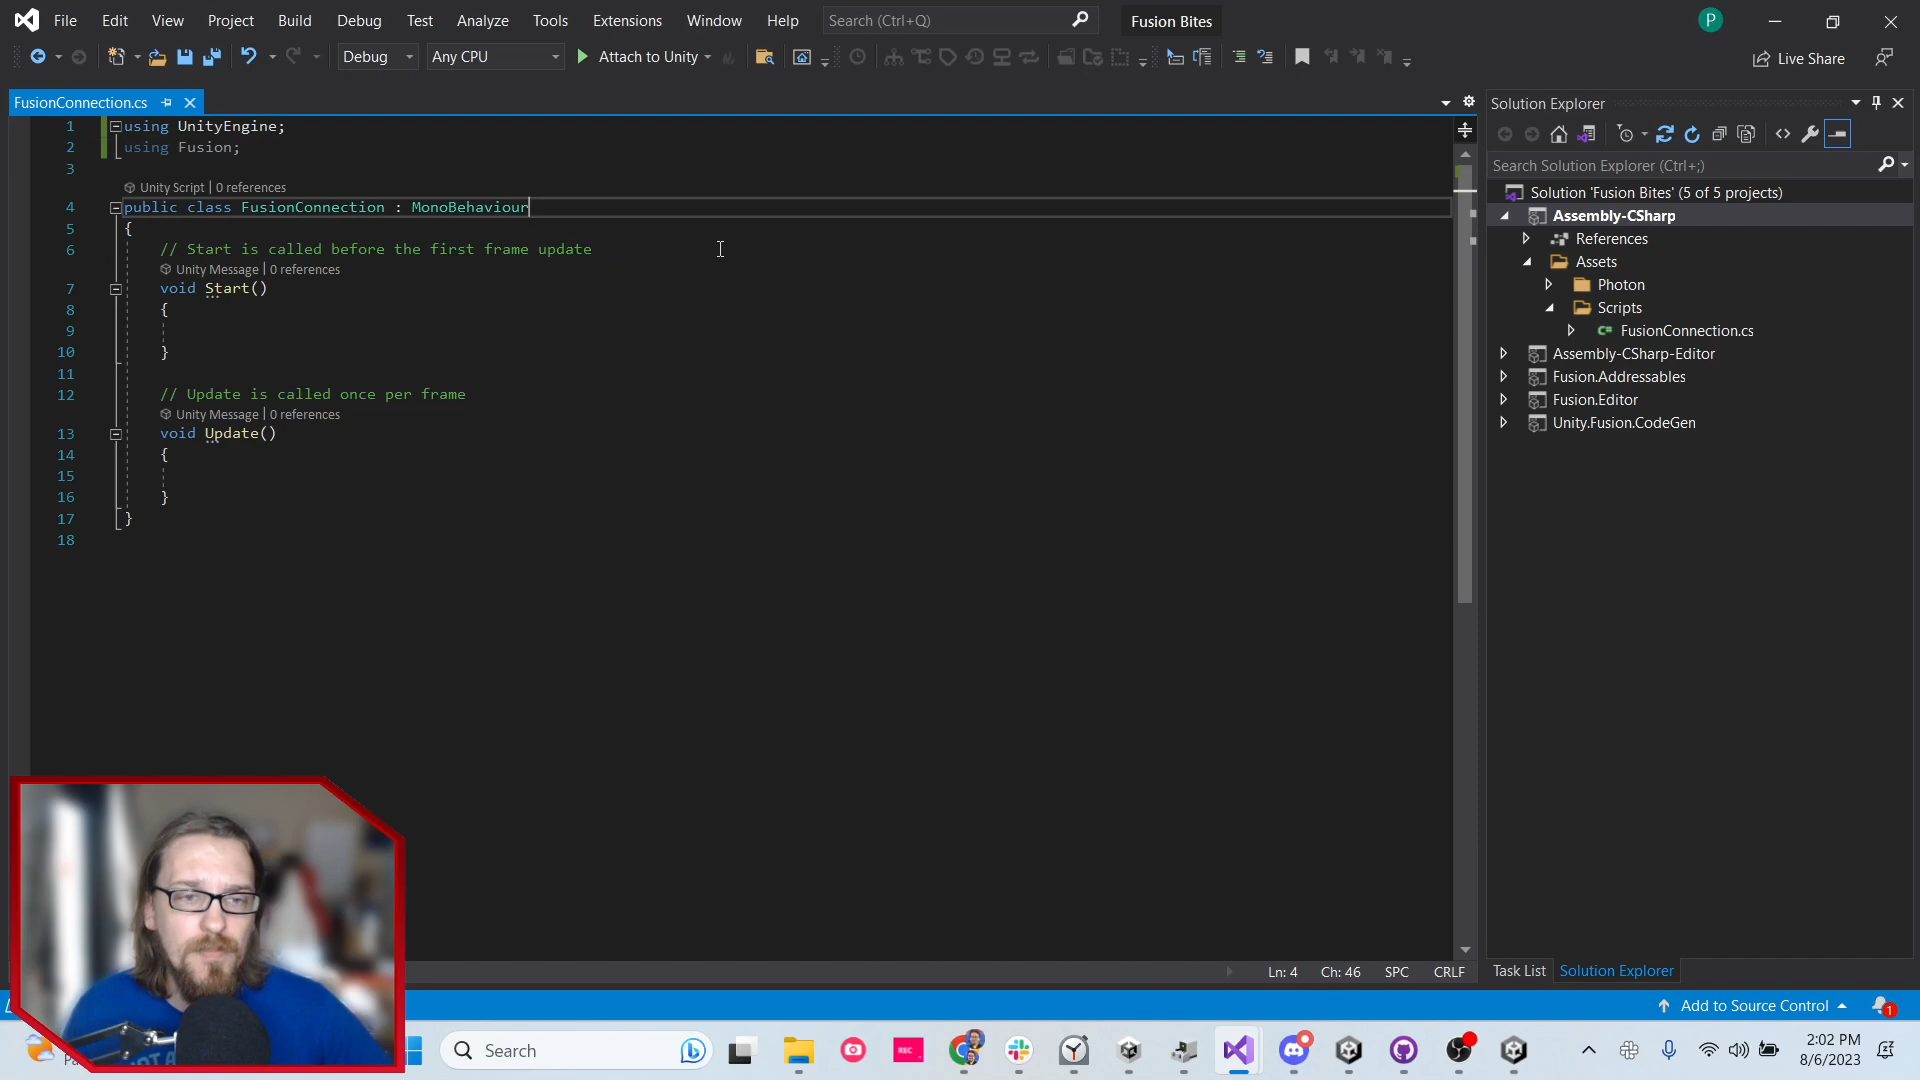 File Edit View Project Build Debug Test Analyze Tools Extensions Window Help Search (Ctrl+Q) Fusion Bites P
Debug Any CPU Attach to Unity Live Share
FusionConnection.cs
1 using UnityEngine;
2 using Fusion;
3
Unity Script | 0 references
4 public class FusionConnection : MonoBehaviour
5 {
6 // Start is called before the first frame update
Unity Message | 0 references
7 void Start()
8 {
9
10 }
11
12 // Update is called once per frame
Unity Message | 0 references
13 void Update()
14 {
15
16 }
17 }
18
Ln: 4 Ch: 46 SPC CRLF
Solution Explorer
Search Solution Explorer (Ctrl+;)
Solution 'Fusion Bites' (5 of 5 projects)
Assembly-CSharp
References
Assets
Photon
Scripts
C# FusionConnection.cs
Assembly-CSharp-Editor
Fusion.Addressables
Fusion.Editor
Unity.Fusion.CodeGen
Task List Solution Explorer
Add to Source Control 1
Search REC
2:02 PM
8/6/2023